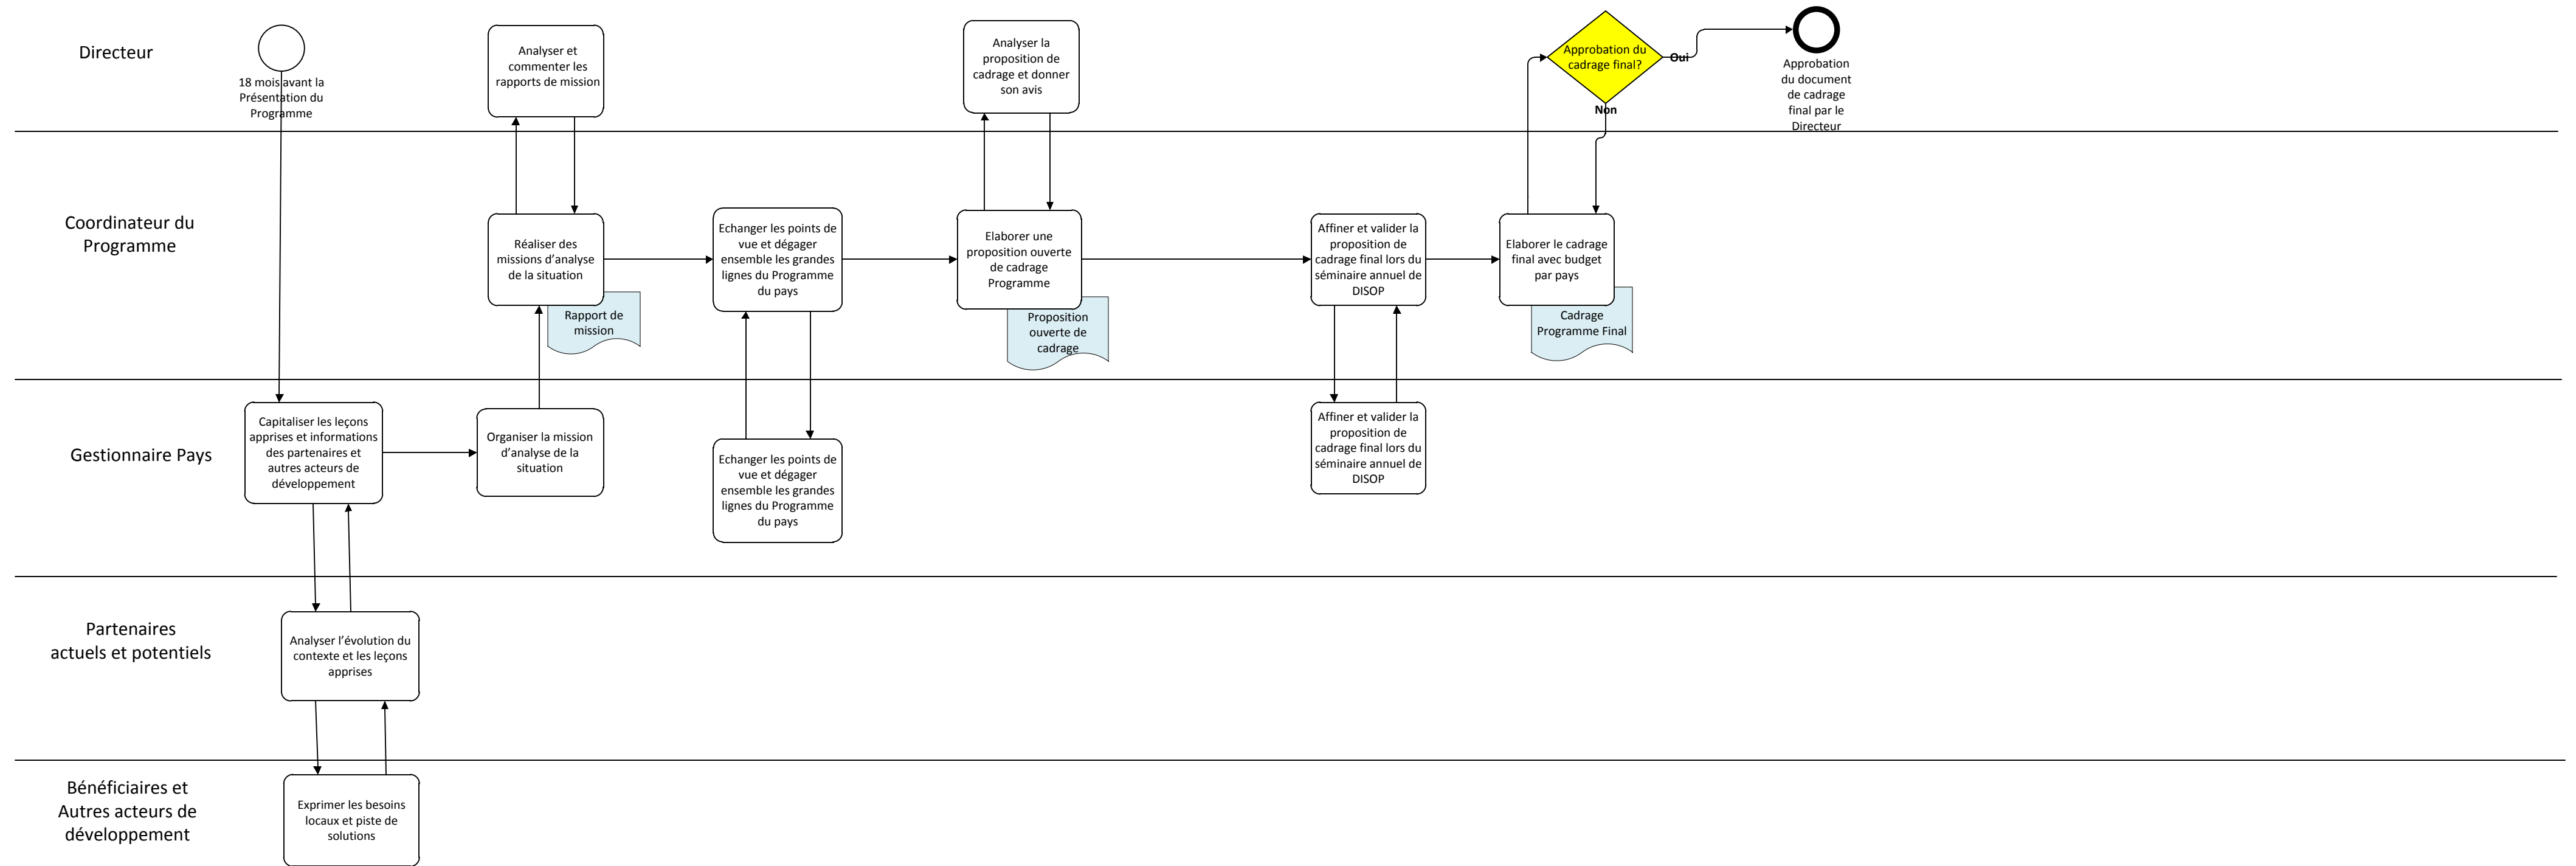 Directeur
18 mois avant la
Présentation du
Programme
Analyser et
commenter les
rapports de mission
Analyser la
proposition de
cadrage et donner
son avis
Approbation du
cadrage final?
Oui
Non
Approbation
du document
de cadrage
final par le
Directeur
Coordinateur du
Programme
Réaliser des
missions d’analyse
de la situation
Rapport de
mission
Echanger les points de
vue et dégager
ensemble les grandes
lignes du Programme
du pays
Elaborer une
proposition ouverte
de cadrage
Programme
Proposition
ouverte de
cadrage
Affiner et valider la
proposition de
cadrage final lors du
séminaire annuel de
DISOP
Elaborer le cadrage
final avec budget
par pays
Cadrage
Programme Final
Gestionnaire Pays
Capitaliser les leçons
apprises et informations
des partenaires et
autres acteurs de
développement
Organiser la mission
d’analyse de la
situation
Echanger les points de
vue et dégager
ensemble les grandes
lignes du Programme
du pays
Affiner et valider la
proposition de
cadrage final lors du
séminaire annuel de
DISOP
Partenaires
actuels et potentiels
Analyser l’évolution du
contexte et les leçons
apprises
Bénéficiaires et
Autres acteurs de
développement
Exprimer les besoins
locaux et piste de
solutions